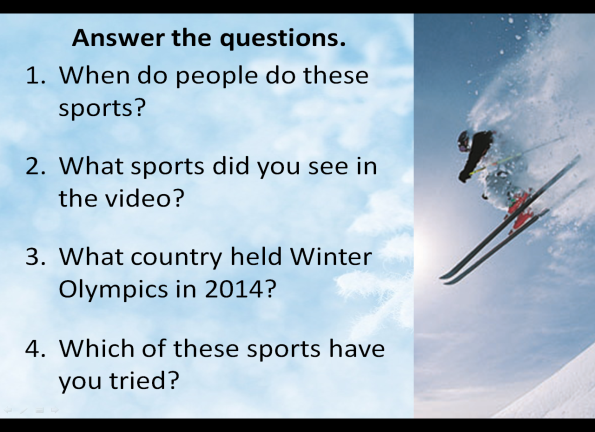 Answer the questions.
1. When do people do these
sports?
2. What sports did you see in
the video?
3. What country held Winter
Olympics in 2014?
4. Which of these sports have
you tried?